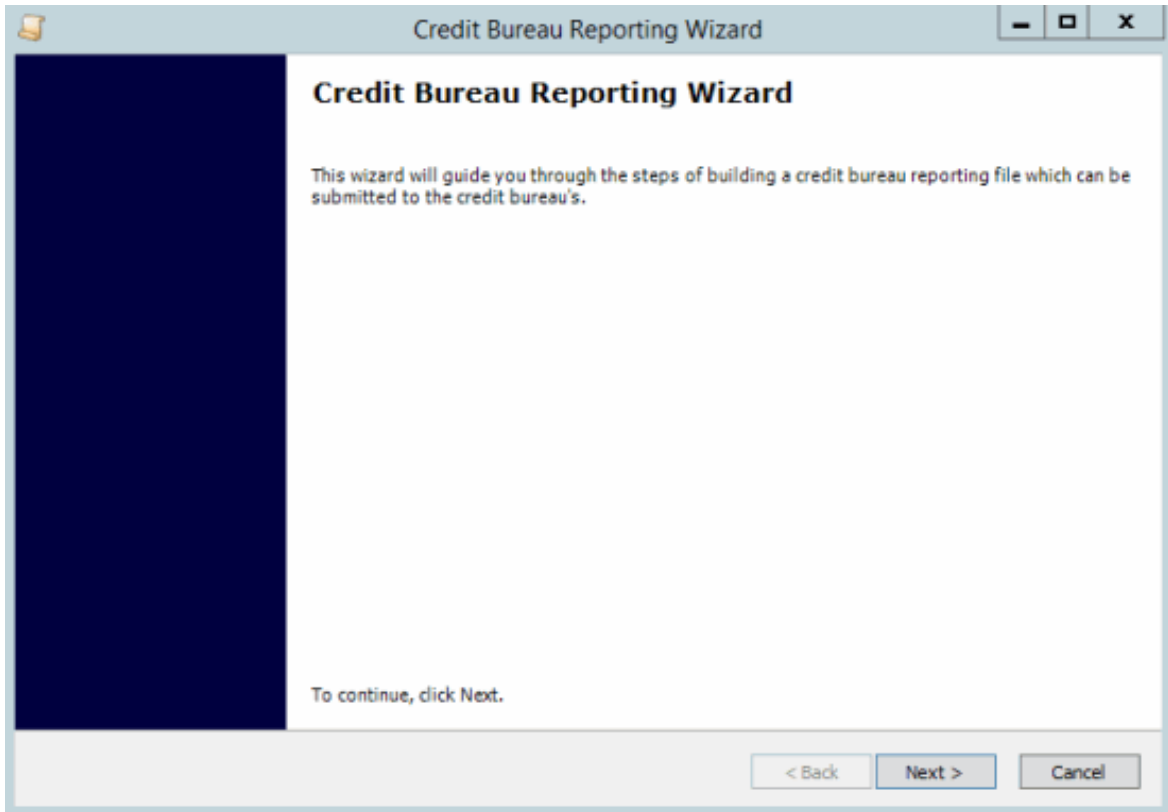 Credit Bureau Reporting Wizard
Credit Bureau Reporting Wizard
This wizard will guide you through the steps of building a credit bureau reporting file which can be
submitted to the credit bureau's.
To continue, click Next.
< Back Next > Cancel